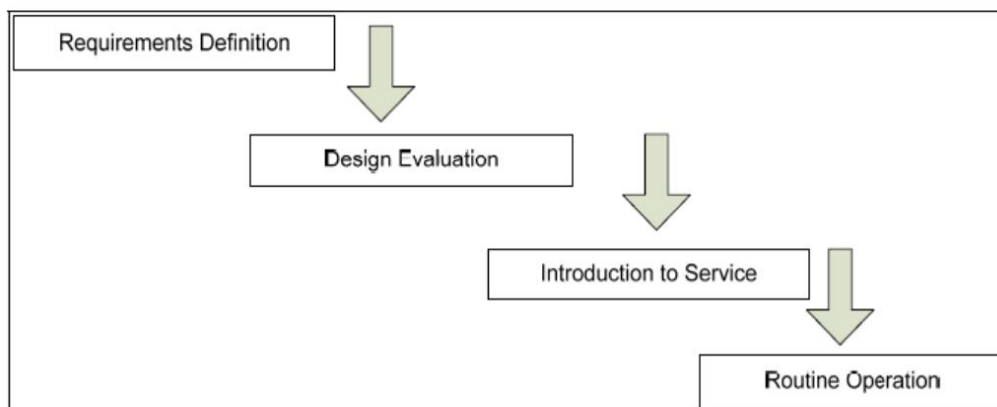 Requirements Definition
Design Evaluation
Introduction to Service
Routine Operation